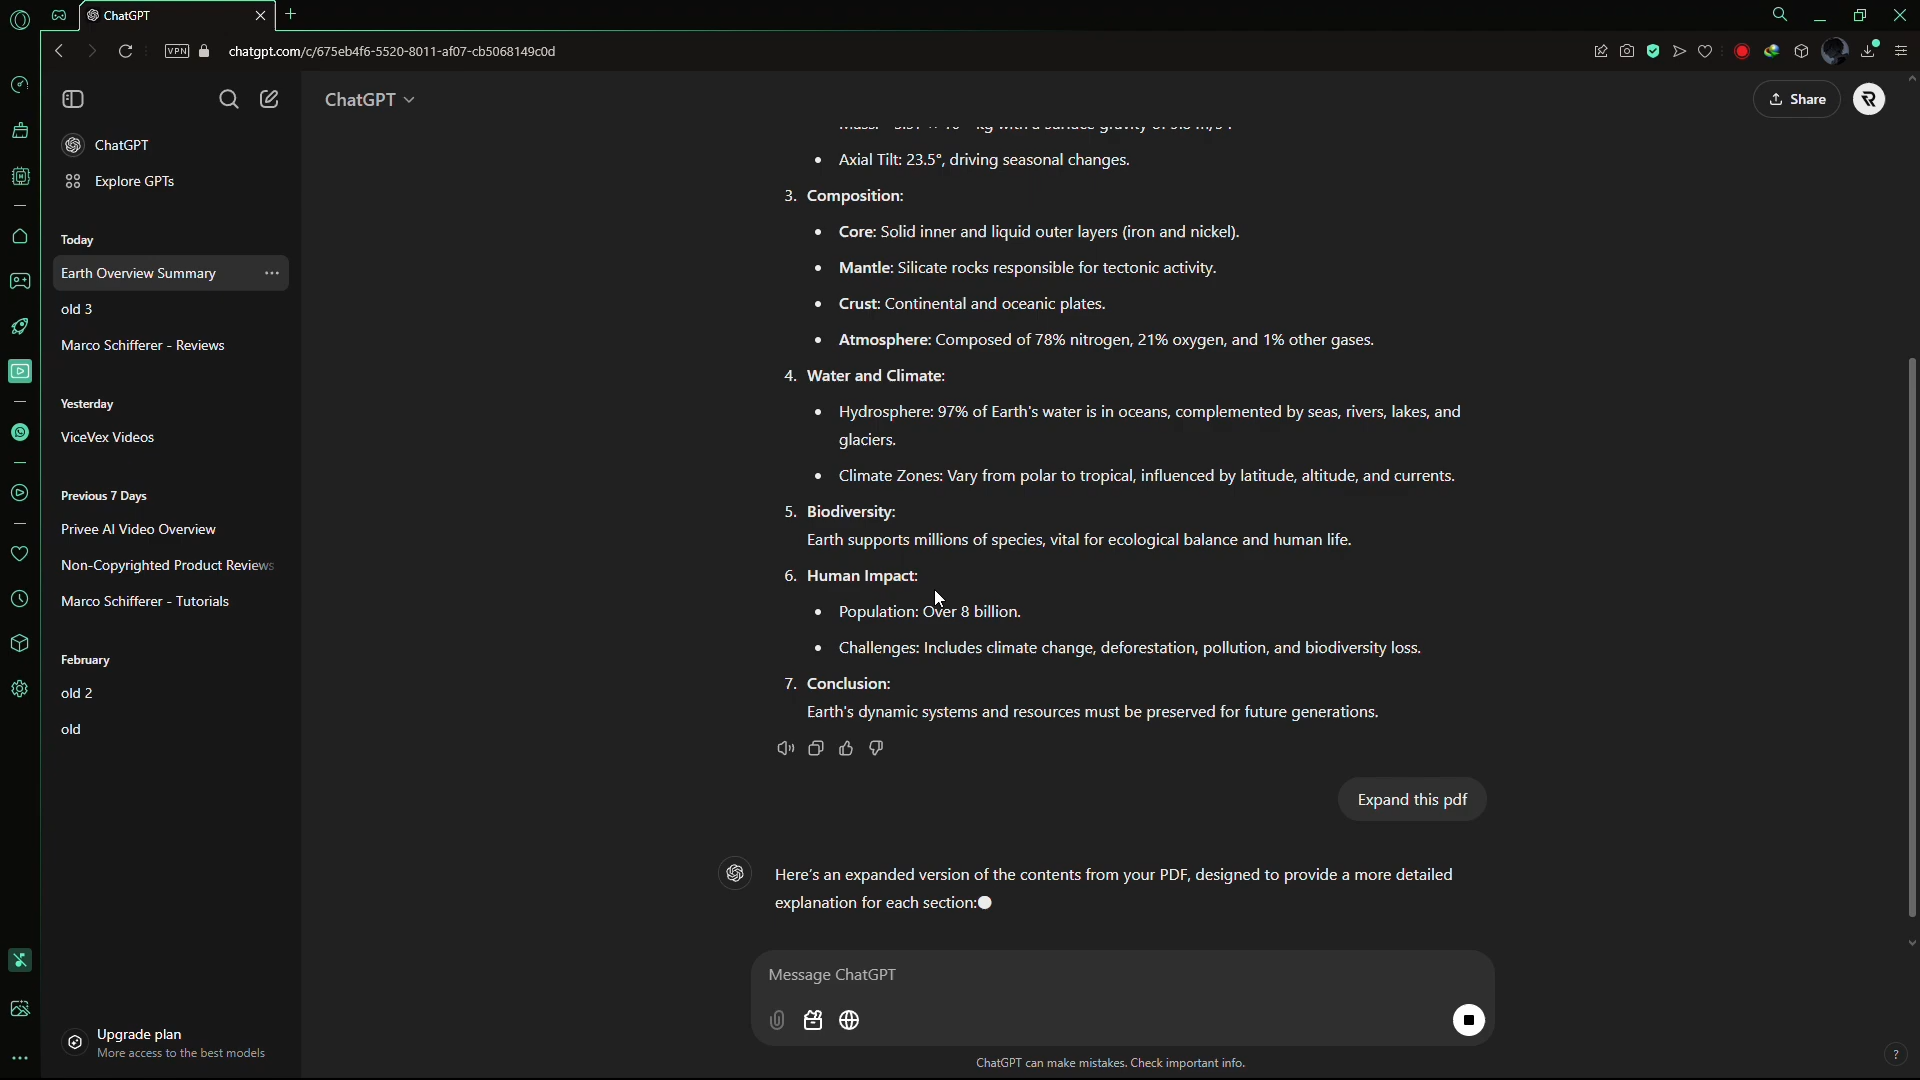 ChatGPT
VPN
chatgpt.com/c/675eb4f6-5520-8011-af07-cb5068149c0d
ChatGPT
Share
ChatGPT
Explore GPTs
Today
Earth Overview Summary
old 3
Marco Schifferer - Reviews
Yesterday
ViceVex Videos
Previous 7 Days
Privee AI Video Overview
Non-Copyrighted Product Reviews
Marco Schifferer - Tutorials
February
old 2
old
Upgrade plan
More access to the best models
• Axial Tilt: 23.5°, driving seasonal changes.
3. Composition:
• Core: Solid inner and liquid outer layers (iron and nickel).
• Mantle: Silicate rocks responsible for tectonic activity.
• Crust: Continental and oceanic plates.
• Atmosphere: Composed of 78% nitrogen, 21% oxygen, and 1% other gases.
4. Water and Climate:
• Hydrosphere: 97% of Earth's water is in oceans, complemented by seas, rivers, lakes, and
glaciers.
• Climate Zones: Vary from polar to tropical, influenced by latitude, altitude, and currents.
5. Biodiversity:
Earth supports millions of species, vital for ecological balance and human life.
6. Human Impact:
• Population: Over 8 billion.
• Challenges: Includes climate change, deforestation, pollution, and biodiversity loss.
7. Conclusion:
Earth's dynamic systems and resources must be preserved for future generations.
Expand this pdf
Here's an expanded version of the contents from your PDF, designed to provide a more detailed
explanation for each section:
Message ChatGPT
ChatGPT can make mistakes. Check important info.
?